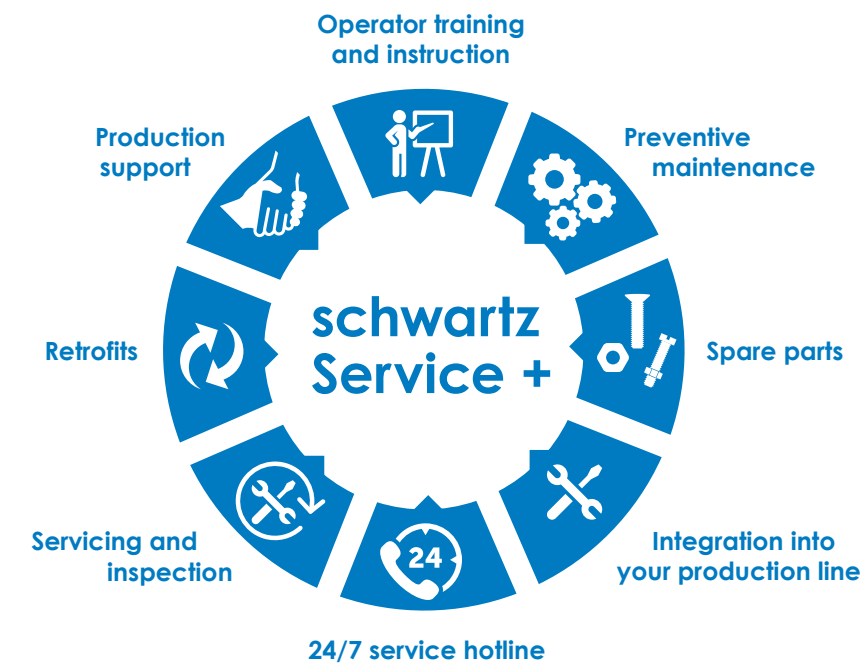 Operator training
and instruction
Production
support
Preventive
maintenance
schwartz
Service +
Retrofits
Spare parts
Servicing and
inspection
24
Integration into
your production line
24/7 service hotline